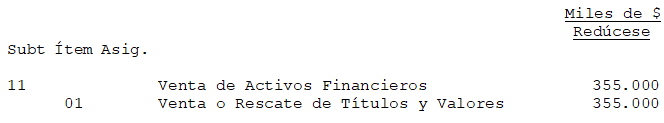 Miles de $
Redúcese
Subt Ítem Asig.
11 Venta de Activos Financieros 355.000
01 Venta o Rescate de Títulos y Valores 355.000